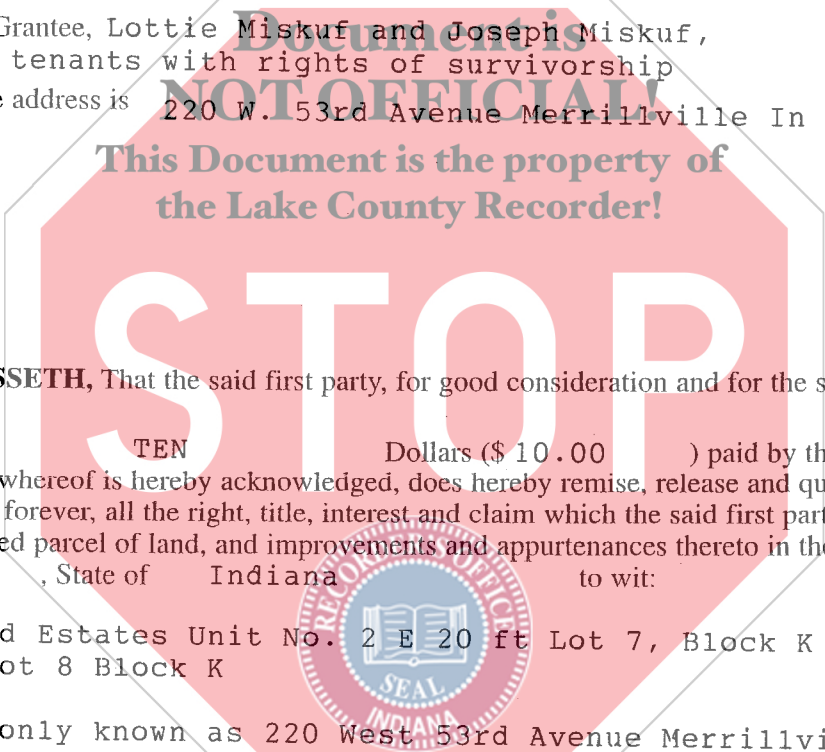 Grantee, Lottie Miskuf and Joseph Miskuf,
Document is
tenants with rights of survivorship
address is 220 W. 53rd Avenue Merrillville In
NOT OFFICIAL!
This Document is the property of
the Lake County Recorder!
STOP
SSETH, That the said first party, for good consideration and for the s
TEN Dollars ($ 10.00 ) paid by th
whereof is hereby acknowledged, does hereby remise, release and qu
forever, all the right, title, interest and claim which the said first part
ed parcel of land, and improvements and appurtenances thereto in the
, State of Indiana to wit:
RECORDER'S OFFICE
d Estates Unit No. 2 E 20 ft Lot 7, Block K
ot 8 Block K
SEAL
INDIANA
only known as 220 West 53rd Avenue Merrillvi